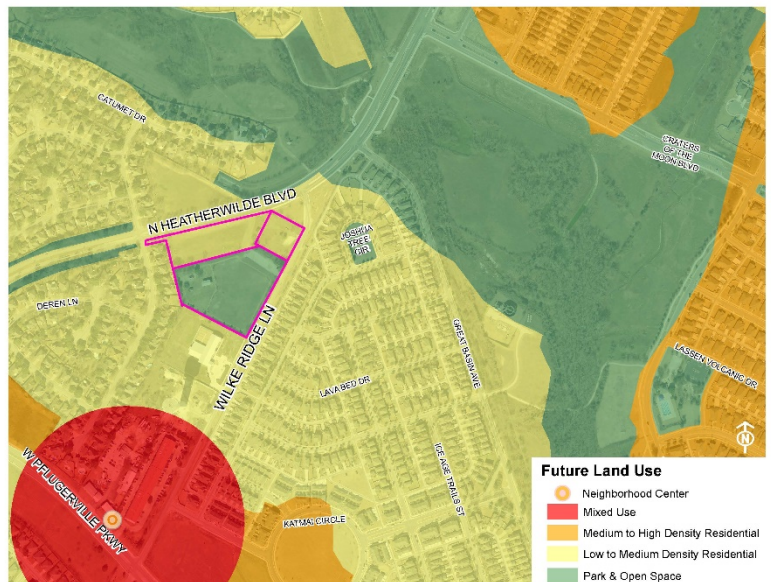 CATUMET DR
CRATERS
OF THE
MOON BLVD
N HEATHERWILDE BLVD
JOSHUA
TREE
CIR
DEREN LN
WILKE RIDGE LN
GREAT BASIN AVE
LASSEN VOLCANIC DR
LAVA BED DR
ICE AGE TRAILS ST
W PFLUGERVILLE PKWY
KATMAI CIRCLE
N
Future Land Use
Neighborhood Center
Mixed Use
Medium to High Density Residential
Low to Medium Density Residential
Park & Open Space